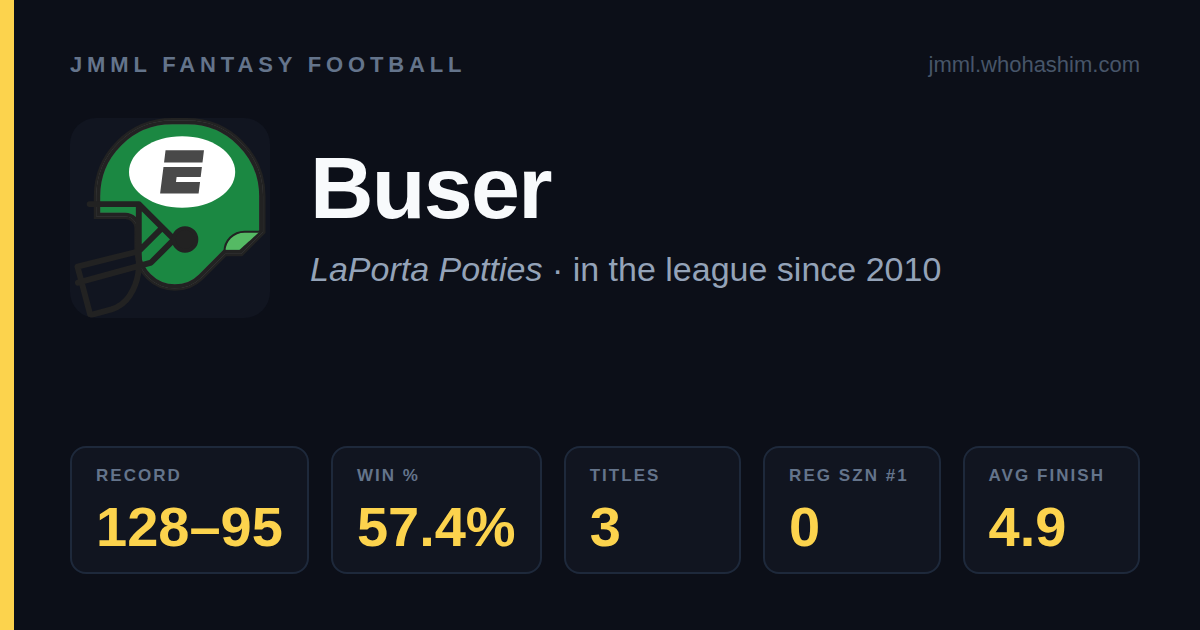 JMML FANTASY FOOTBALL
jmml.whohashim.com
E
Buser
LaPorta Potties · in the league since 2010
RECORD
128–95
WIN %
57.4%
TITLES
3
REG SZN #1
0
AVG FINISH
4.9